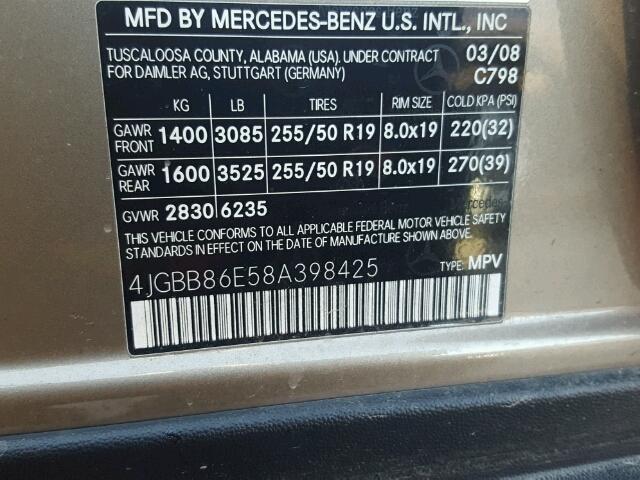 MFD BY MERCEDES-BENZ U.S. INTL., INC
TUSCALOOSA COUNTY, ALABAMA (USA). UNDER CONTRACT 03/08
FOR DAIMLER AG, STUTTGART (GERMANY) C798
KG LB TIRES RIM SIZE COLD KPA (PSI)
GAWR FRONT 1400 3085 255/50 R19 8.0x19 220(32)
GAWR REAR 1600 3525 255/50 R19 8.0x19 270(39)
GVWR 2830 6235
THIS VEHICLE CONFORMS TO ALL APPLICABLE FEDERAL MOTOR VEHICLE SAFETY
STANDARDS IN EFFECT ON THE DATE OF MANUFACTURE SHOWN ABOVE.
4JGBB86E58A398425 TYPE: MPV